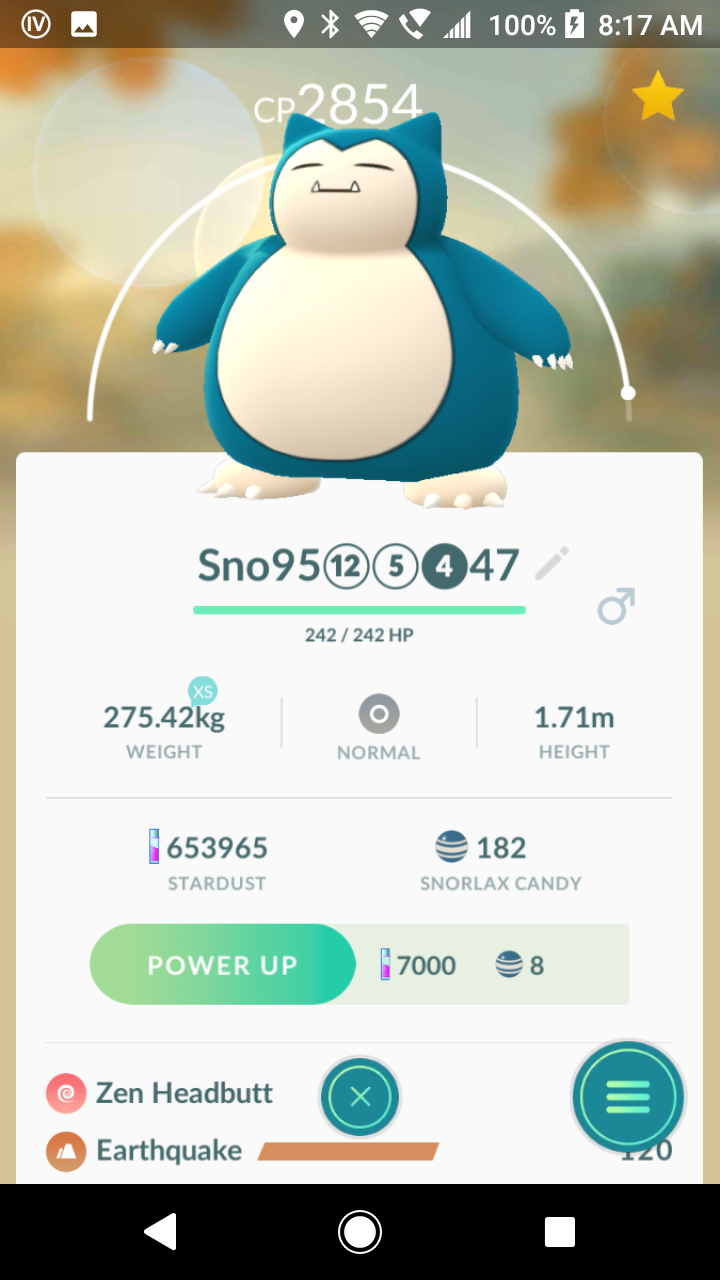 IV 100% 8:17 AM
CP2854
Sno95⑫⑤❹47
242 / 242 HP
XS
275.42kg
WEIGHT
NORMAL
1.71m
HEIGHT
653965
STARDUST
182
SNORLAX CANDY
POWER UP 7000 8
Zen Headbutt
Earthquake 120